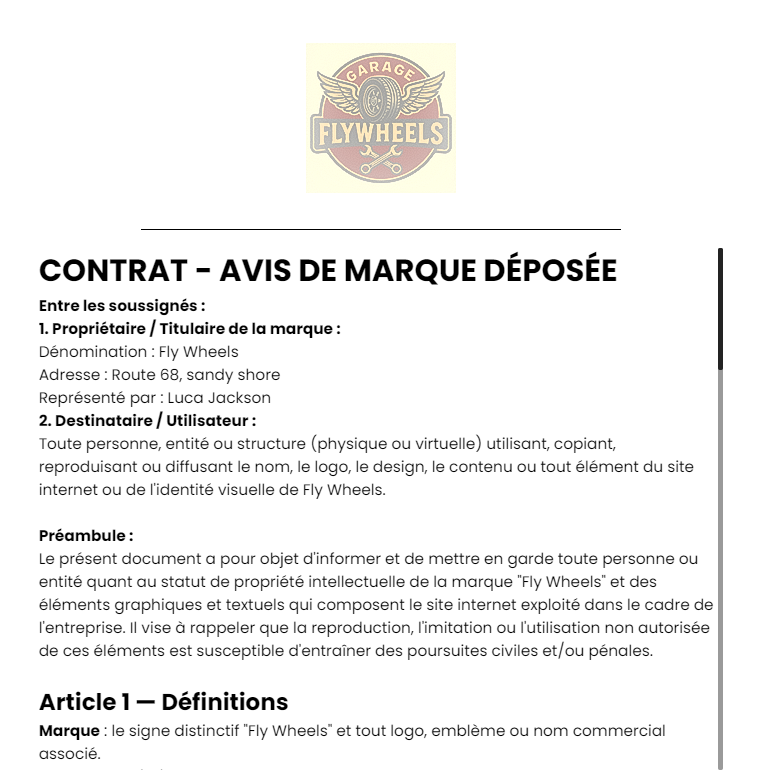 GARAGE
FLYWHEELS
CONTRAT - AVIS DE MARQUE DÉPOSÉE
Entre les soussignés :
1. Propriétaire / Titulaire de la marque :
Dénomination : Fly Wheels
Adresse : Route 68, sandy shore
Représenté par : Luca Jackson
2. Destinataire / Utilisateur :
Toute personne, entité ou structure (physique ou virtuelle) utilisant, copiant,
reproduisant ou diffusant le nom, le logo, le design, le contenu ou tout élément du site
internet ou de l'identité visuelle de Fly Wheels.
Préambule :
Le présent document a pour objet d'informer et de mettre en garde toute personne ou
entité quant au statut de propriété intellectuelle de la marque "Fly Wheels" et des
éléments graphiques et textuels qui composent le site internet exploité dans le cadre de
l'entreprise. Il vise à rappeler que la reproduction, l'imitation ou l'utilisation non autorisée
de ces éléments est susceptible d'entraîner des poursuites civiles et/ou pénales.
Article 1 — Définitions
Marque : le signe distinctif "Fly Wheels" et tout logo, emblème ou nom commercial
associé.